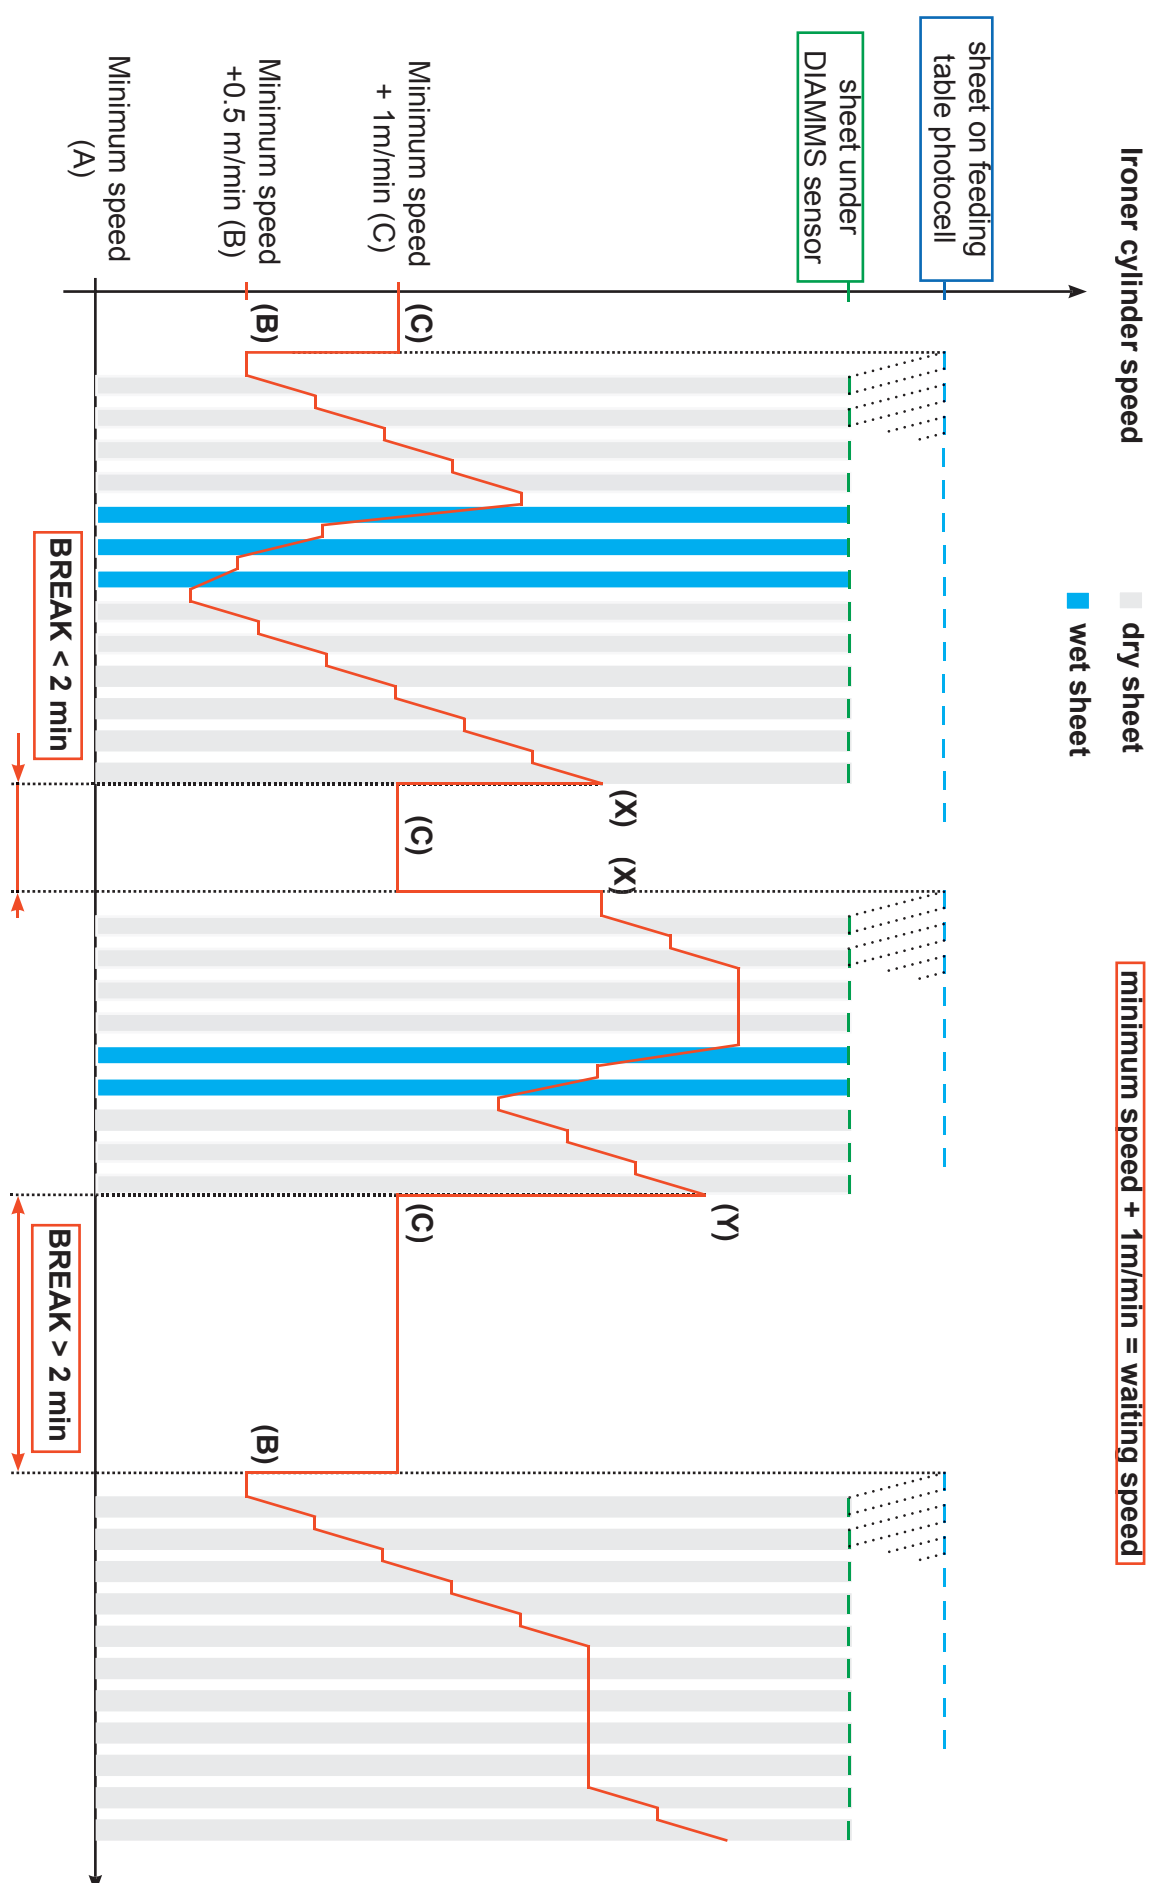 Ironer cylinder speed
dry sheet
wet sheet
minimum speed + 1m/min = waiting speed
sheet on feeding
table photocell
sheet under
DIAMMS sensor
Minimum speed
+ 1m/min (C)
Minimum speed
+0.5 m/min (B)
Minimum speed
(A)
(C)
(B)
(X)
(C)
(X)
(Y)
(C)
(B)
BREAK < 2 min
BREAK > 2 min